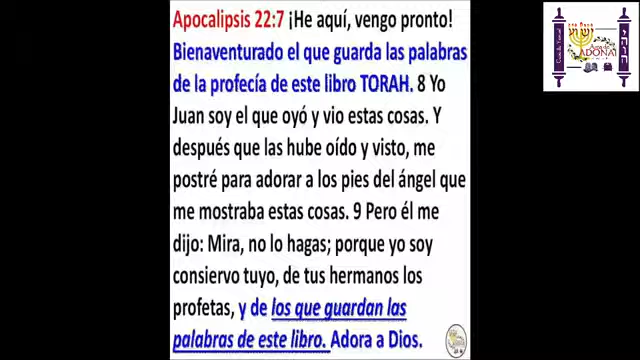 Apocalipsis 22:7 ¡He aquí, vengo pronto!
Bienaventurado el que guarda las palabras
de la profecía de este libro TORAH. 8 Yo
Juan soy el que oyó y vio estas cosas. Y
después que las hube oído y visto, me
postré para adorar a los pies del ángel que
me mostraba estas cosas. 9 Pero él me
dijo: Mira, no lo hagas; porque yo soy
consiervo tuyo, de tus hermanos los
profetas, y de los que guardan las
palabras de este libro. Adora a Dios.
ADONAI